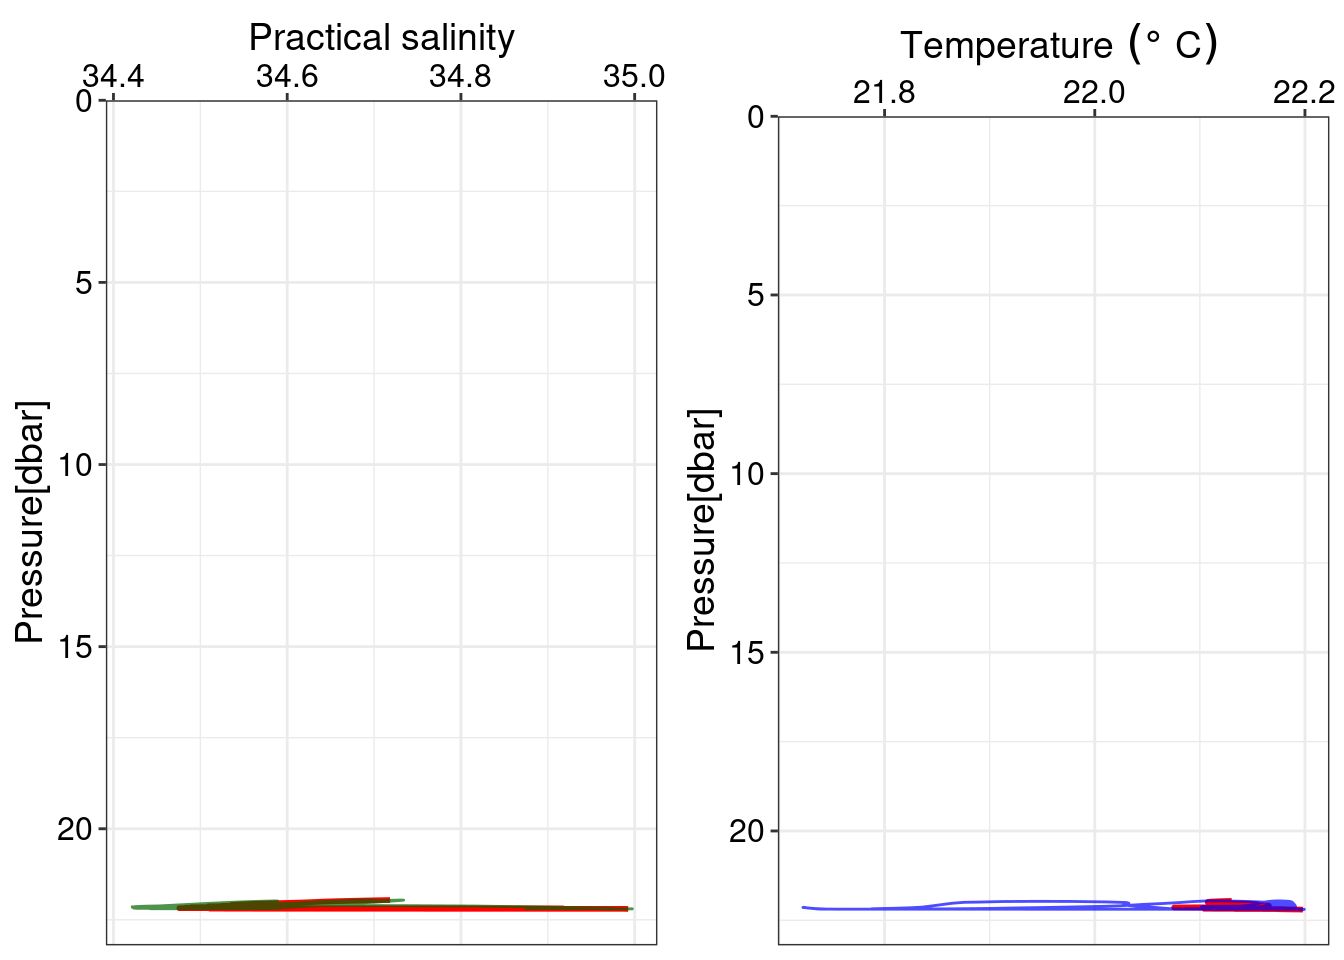 Practical salinity
34.4 34.6 34.8 35.0
0
5
10
15
20
Pressure[dbar]
Temperature (° C)
21.8 22.0 22.2
0
5
10
15
20
Pressure[dbar]